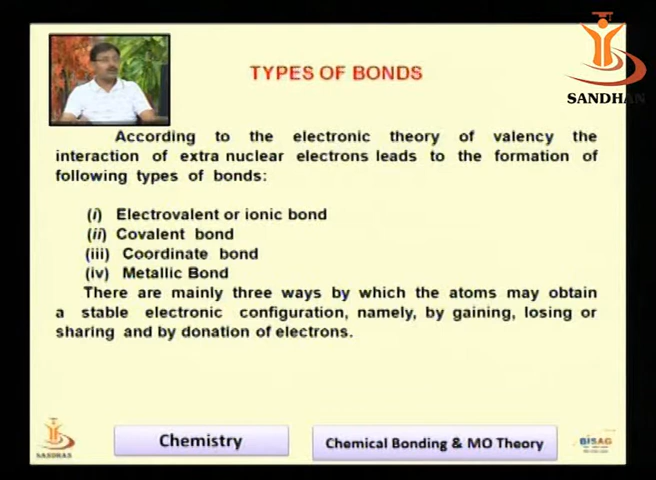 TYPES OF BONDS
SANDHAN
According to the electronic theory of valency the
interaction of extra nuclear electrons leads to the formation of
following types of bonds:
(i) Electrovalent or ionic bond
(ii) Covalent bond
(iii) Coordinate bond
(iv) Metallic Bond
There are mainly three ways by which the atoms may obtain
a stable electronic configuration, namely, by gaining, losing or
sharing and by donation of electrons.
SANDHAN
Chemistry
Chemical Bonding & MO Theory
BISAG